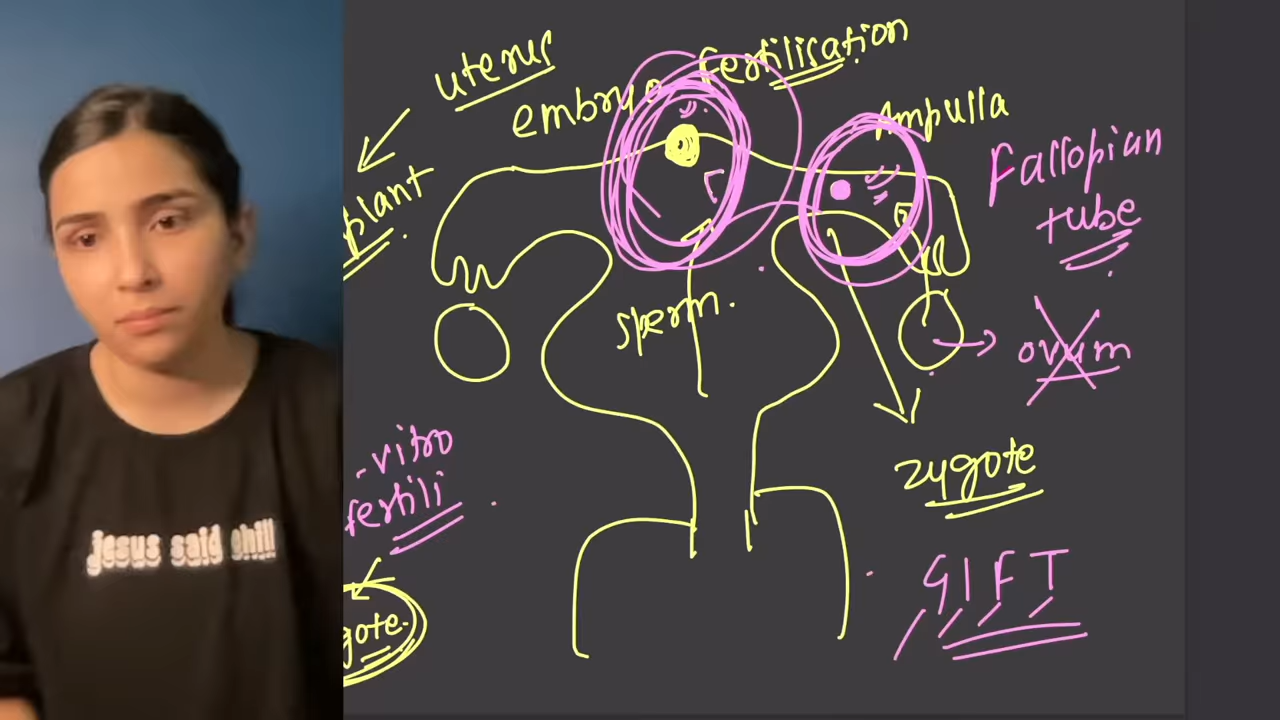 uterus
embryo
Fertilisation
Ampulla
Fallopian
tube
plant
sperm.
ovum
-vitro
fertili
zygote
gote
GIFT
jesus said chill